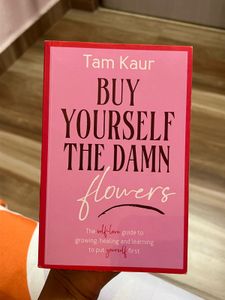 Tam Kaur
BUY
YOURSELF
THE DAMN
flowers
The self-love guide to
growing, healing and learning
to put yourself first